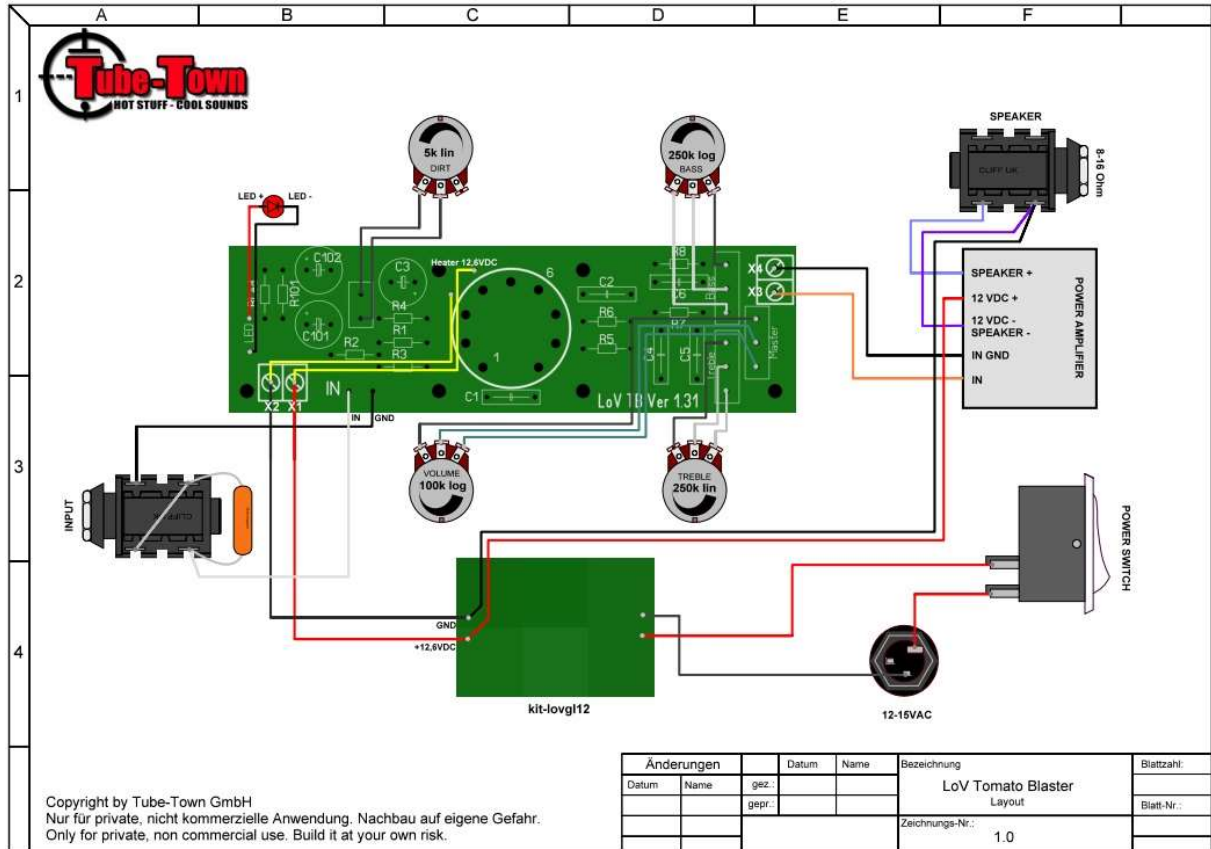 A B C D E F
1
Tube-Town
HOT STUFF - COOL SOUNDS
5k lin
DIRT
250k log
BASS
SPEAKER
8-16 Ohm
CLIFF UK
LED + LED -
2
C102
C3
Heater 12,6VDC
6
R8
X4
C2
C6
Bass
X3
R101
R4
C101
R1
R6
R7
Master
LED
R2
R3
1
R5
C4
C5
Treble
X2 X1
IN
C1
LoV TB Ver 1.31
IN GND
SPEAKER +
12 VDC +
12 VDC -
SPEAKER -
IN GND
IN
POWER AMPLIFIER
3
VOLUME
100k log
TREBLE
250k lin
INPUT
CLIFF UK
POWER SWITCH
4
GND
+12,6VDC
kit-lovgl12
12-15VAC
Copyright by Tube-Town GmbH
Nur für private, nicht kommerzielle Anwendung. Nachbau auf eigene Gefahr.
Only for private, non commercial use. Build it at your own risk.
Änderungen Datum Name Bezeichnung Blattzahl:
Datum Name gez.: LoV Tomato Blaster
gepr.: Layout Blatt-Nr.:
Zeichnungs-Nr.:
1.0